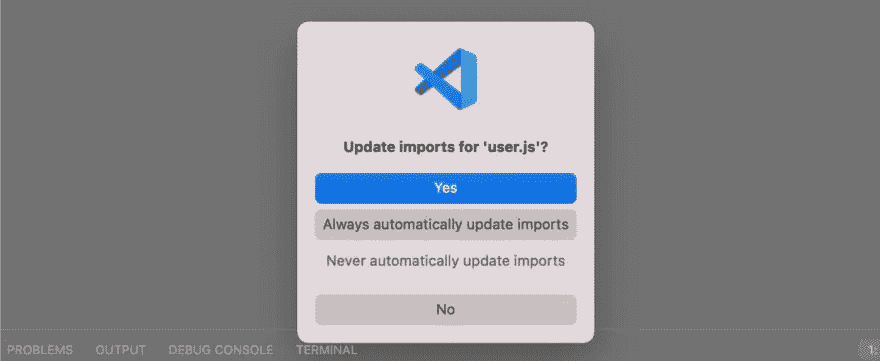 Update imports for 'user.js'?
Yes
Always automatically update imports
Never automatically update imports
No
PROBLEMS OUTPUT DEBUG CONSOLE TERMINAL 1